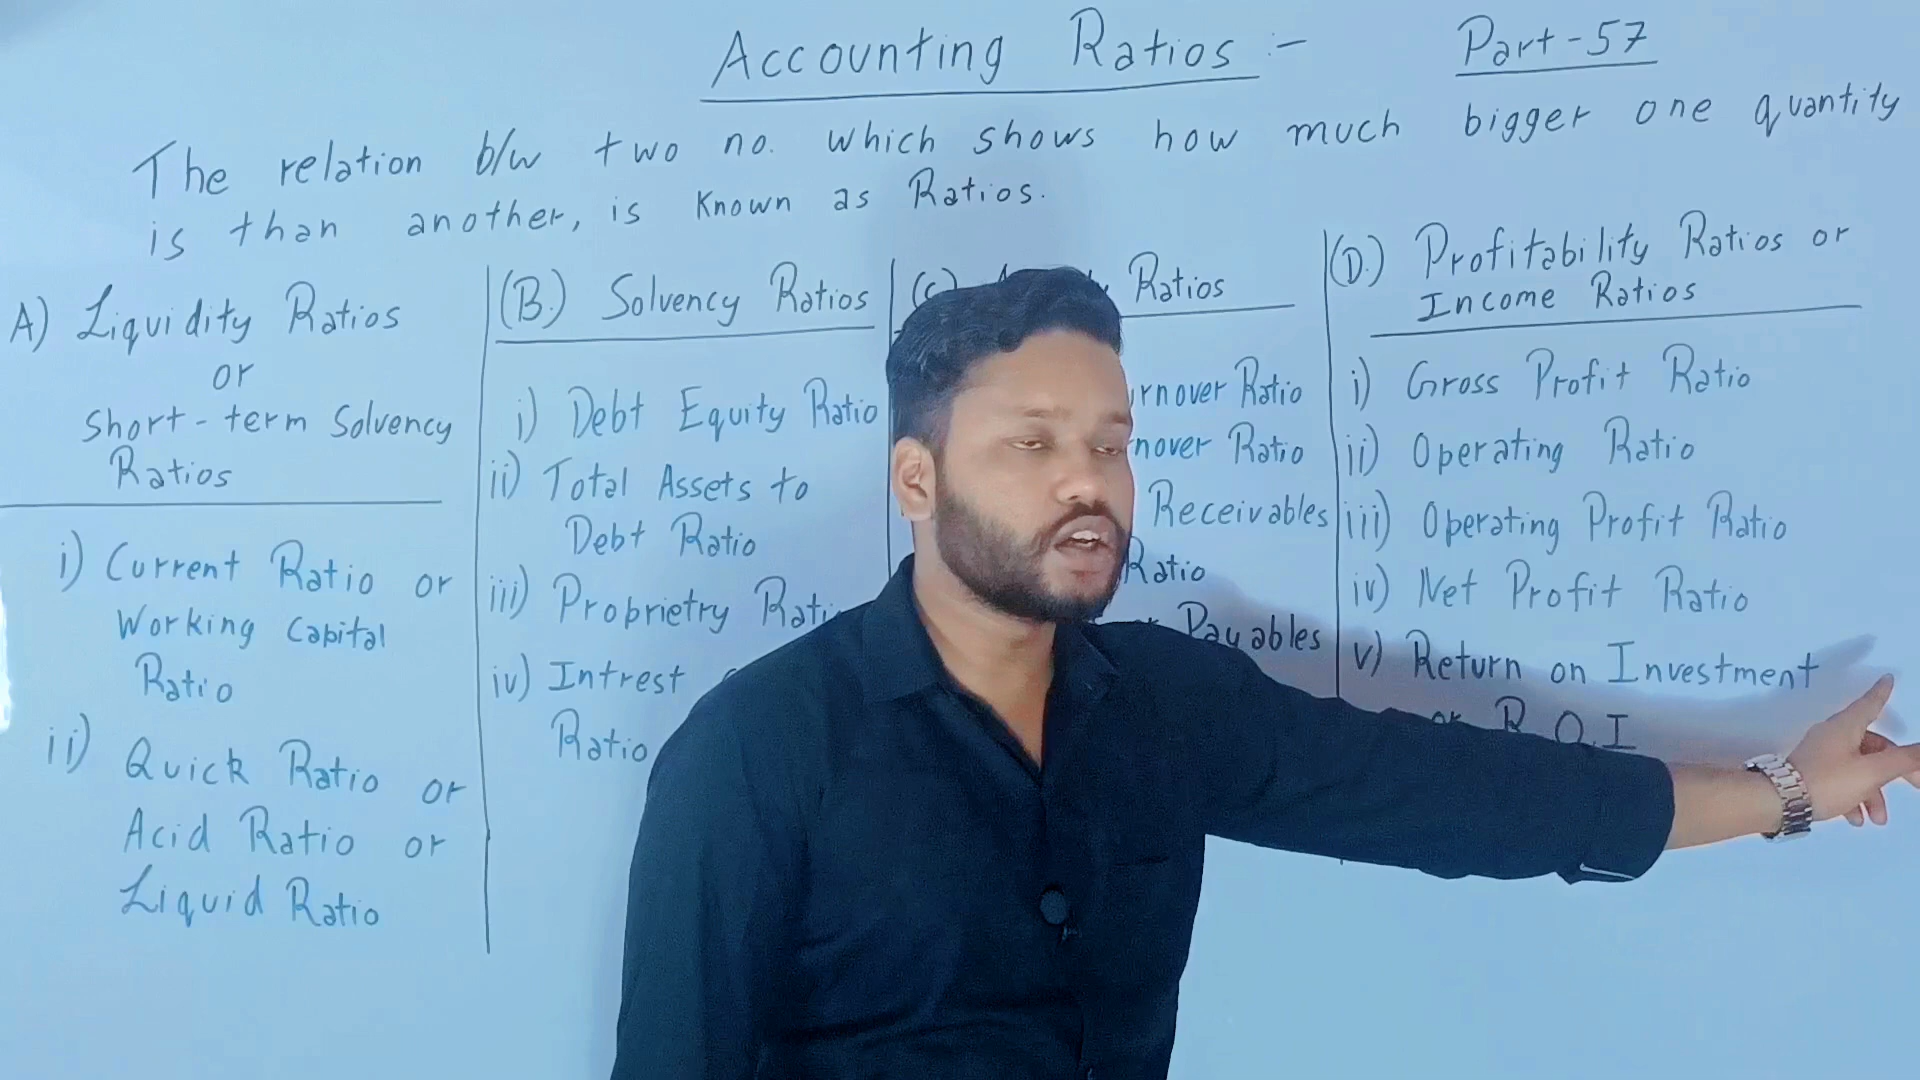 Accounting Ratios :-
Part-57
The relation b/w two no. which shows how much bigger one quantity
is than another, is known as Ratios.
A) Liquidity Ratios
or
Short-term Solvency
Ratios
i) Current Ratio or
Working Capital
Ratio
ii) Quick Ratio or
Acid Ratio or
Liquid Ratio
(B.) Solvency Ratios
i) Debt Equity Ratio
ii) Total Assets to
Debt Ratio
iii) Proprietry
iv) Intrest
Ratio
(C) Ratios
Ratio
Ratio
Receivables
Ratio
Payables
(D.) Profitability Ratios or
Income Ratios
i) Gross Profit Ratio
ii) Operating Ratio
iii) Operating Profit Ratio
iv) Net Profit Ratio
v) Return on Investment
or R.O.I